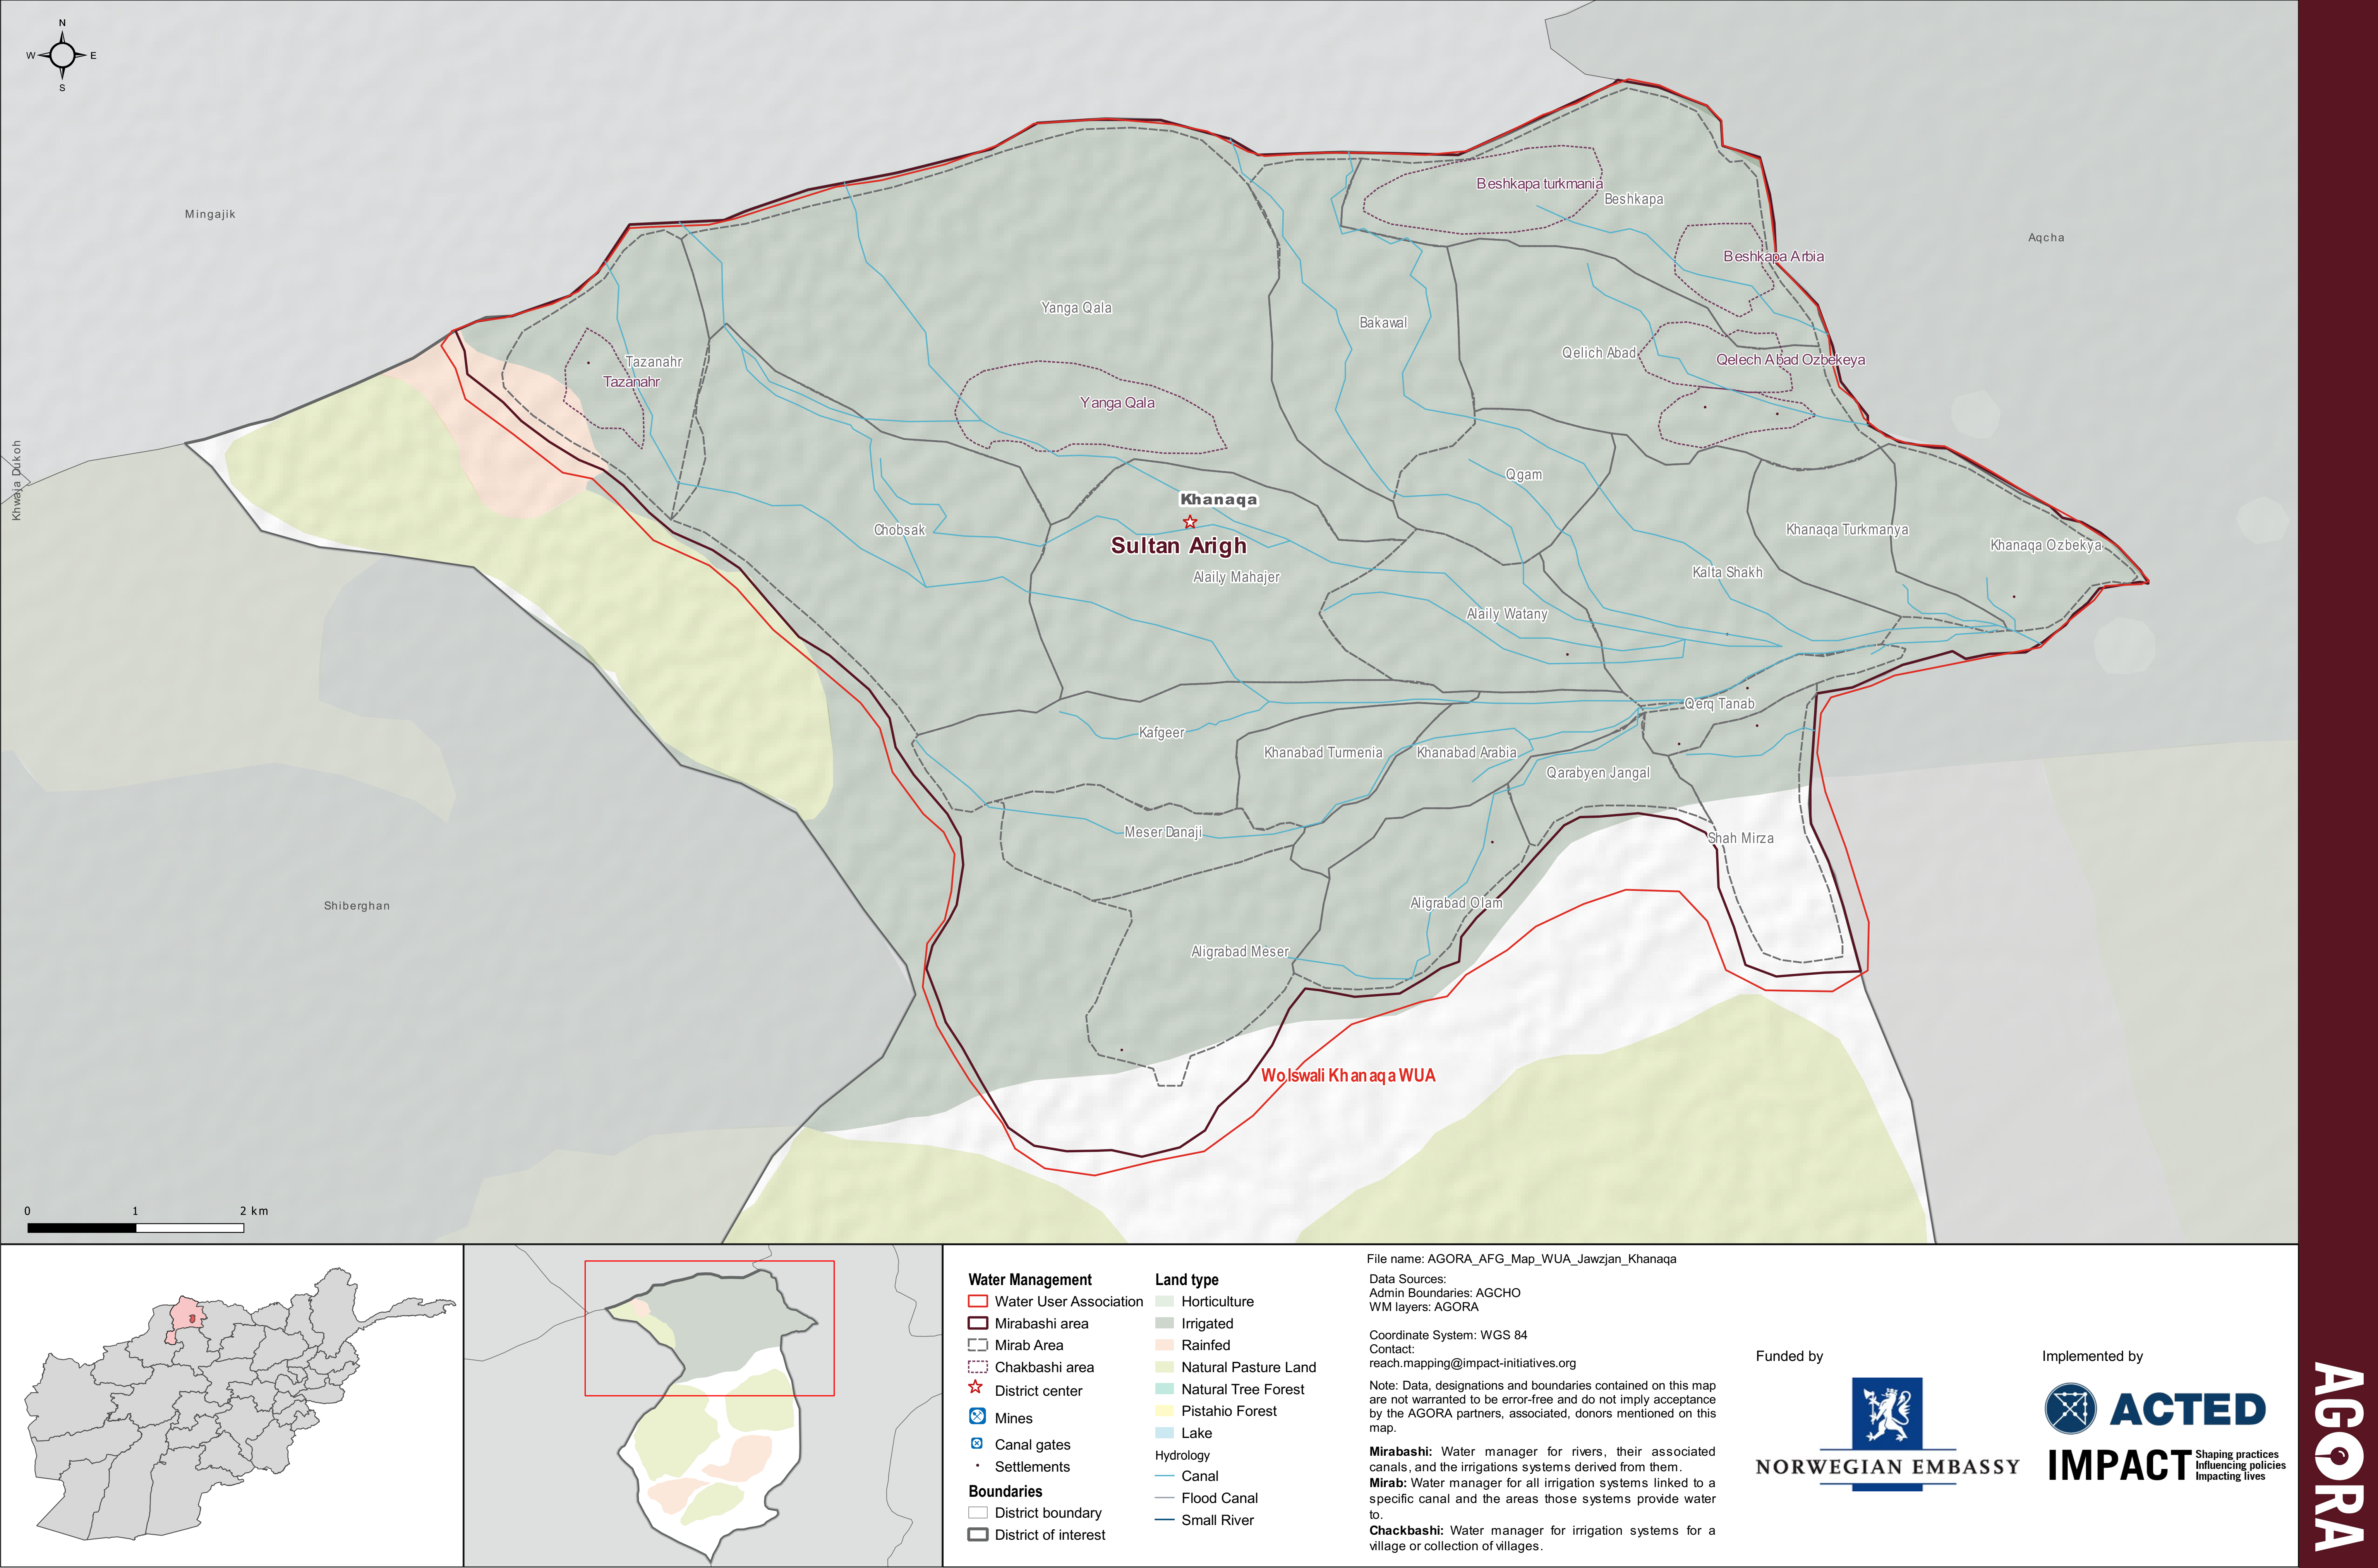 N
W
E
S
Mingajik
Aqcha
Khwaja Dukoh
Shiberghan
Beshkapa turkmania
Beshkapa
Beshkapa Arbia
Yanga Qala
Bakawal
Qelich Abad
Qelech Abad Ozbekeya
Tazanahr
Tazanahr
Yanga Qala
Qgam
Khanaqa
Chobsak
Sultan Arigh
Khanaqa Turkmanya
Khanaqa Ozbekya
Alaily Mahajer
Kalta Shakh
Alaily Watany
Qerq Tanab
Kafgeer
Khanabad Turmenia
Khanabad Arabia
Qarabyen Jangal
Meser Danaji
Shah Mirza
Aligrabad Olam
Aligrabad Meser
Wolswali Khanaqa WUA
0
1
2 km
Water Management
Water User Association
Mirabashi area
Mirab Area
Chakbashi area
District center
Mines
Canal gates
Settlements
Boundaries
District boundary
District of interest
Land type
Horticulture
Irrigated
Rainfed
Natural Pasture Land
Natural Tree Forest
Pistahio Forest
Lake
Hydrology
Canal
Flood Canal
Small River
File name: AGORA_AFG_Map_WUA_Jawzjan_Khanaqa
Data Sources:
Admin Boundaries: AGCHO
WM layers: AGORA
Coordinate System: WGS 84
Contact:
reach.mapping@impact-initiatives.org
Note: Data, designations and boundaries contained on this map
are not warranted to be error-free and do not imply acceptance
by the AGORA partners, associated, donors mentioned on this
map.
Mirabashi: Water manager for rivers, their associated
canals, and the irrigations systems derived from them.
Mirab: Water manager for all irrigation systems linked to a
specific canal and the areas those systems provide water
to.
Chackbashi: Water manager for irrigation systems for a
village or collection of villages.
Funded by
NORWEGIAN EMBASSY
Implemented by
ACTED
IMPACT
Shaping practices
Influencing policies
Impacting lives
AGORA